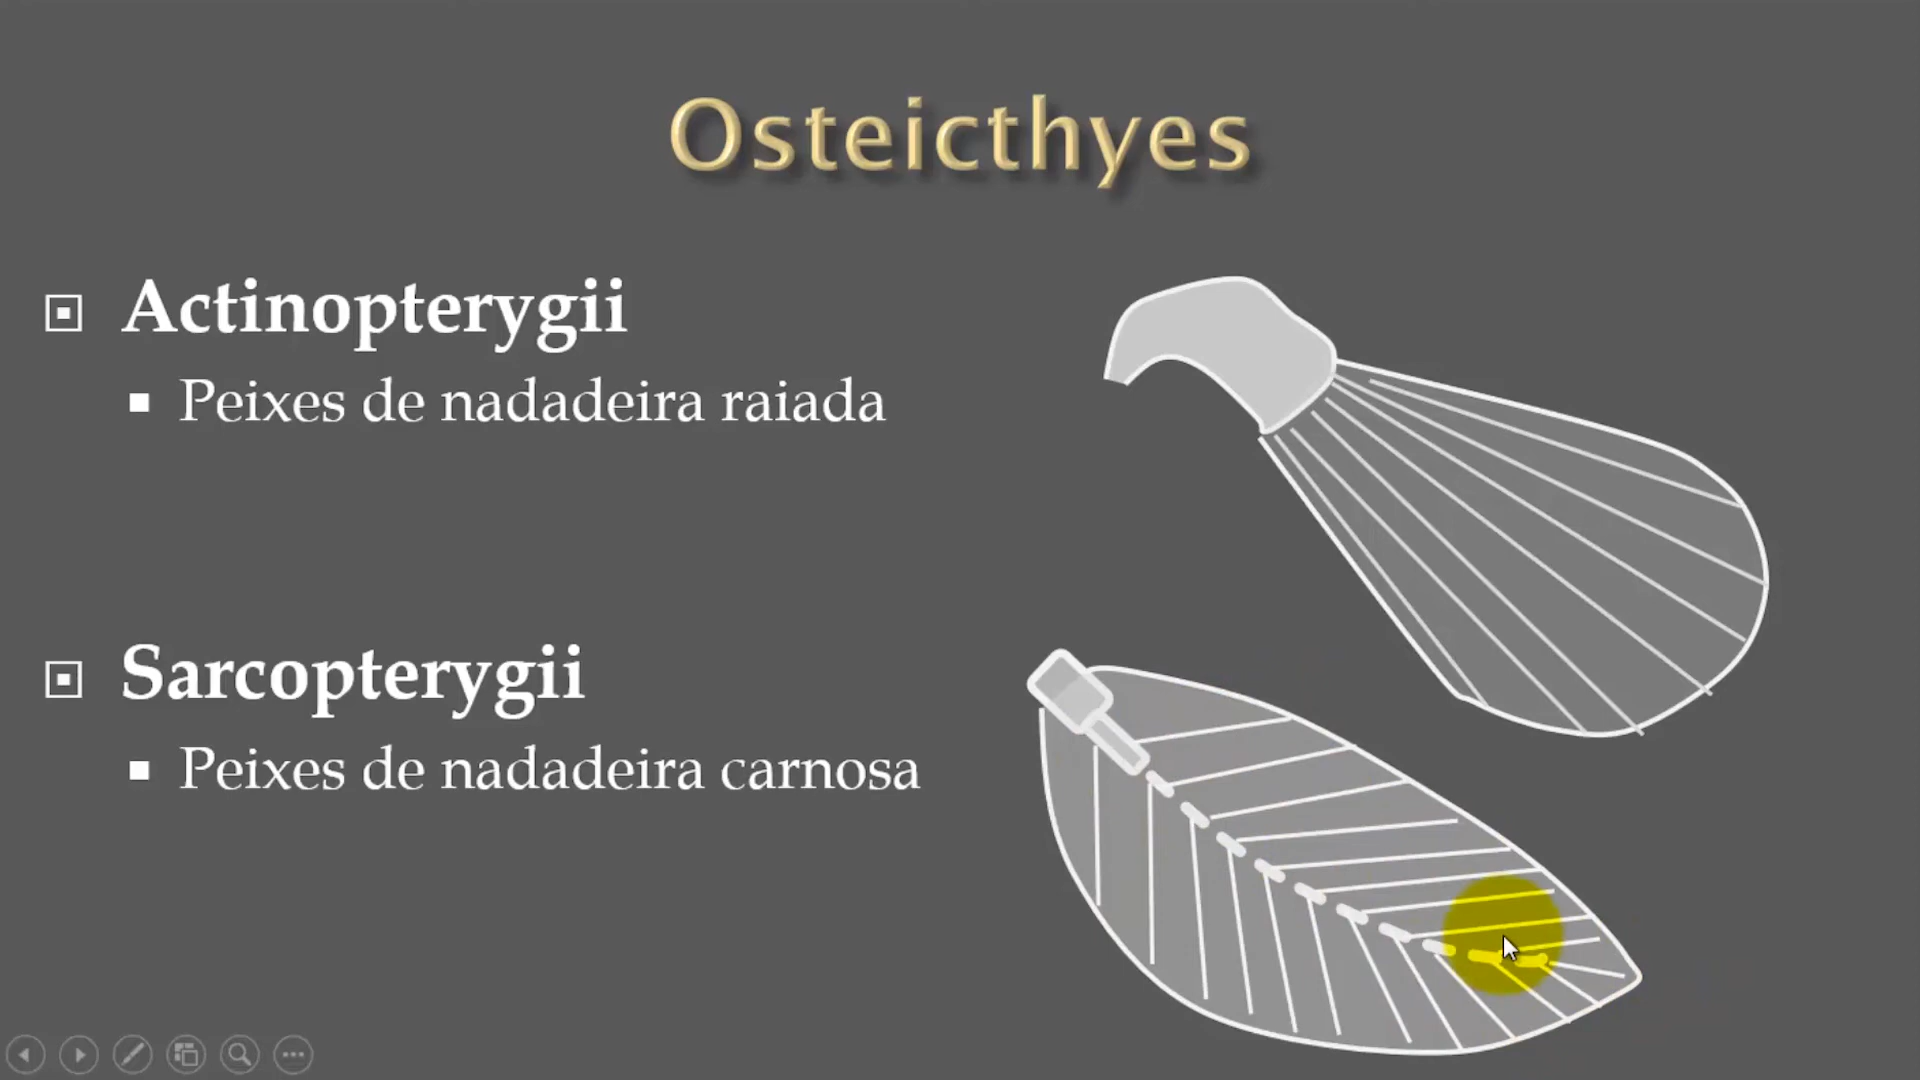 Osteicthyes
Actinopterygii
Peixes de nadadeira raiada
Sarcopterygii
Peixes de nadadeira carnosa